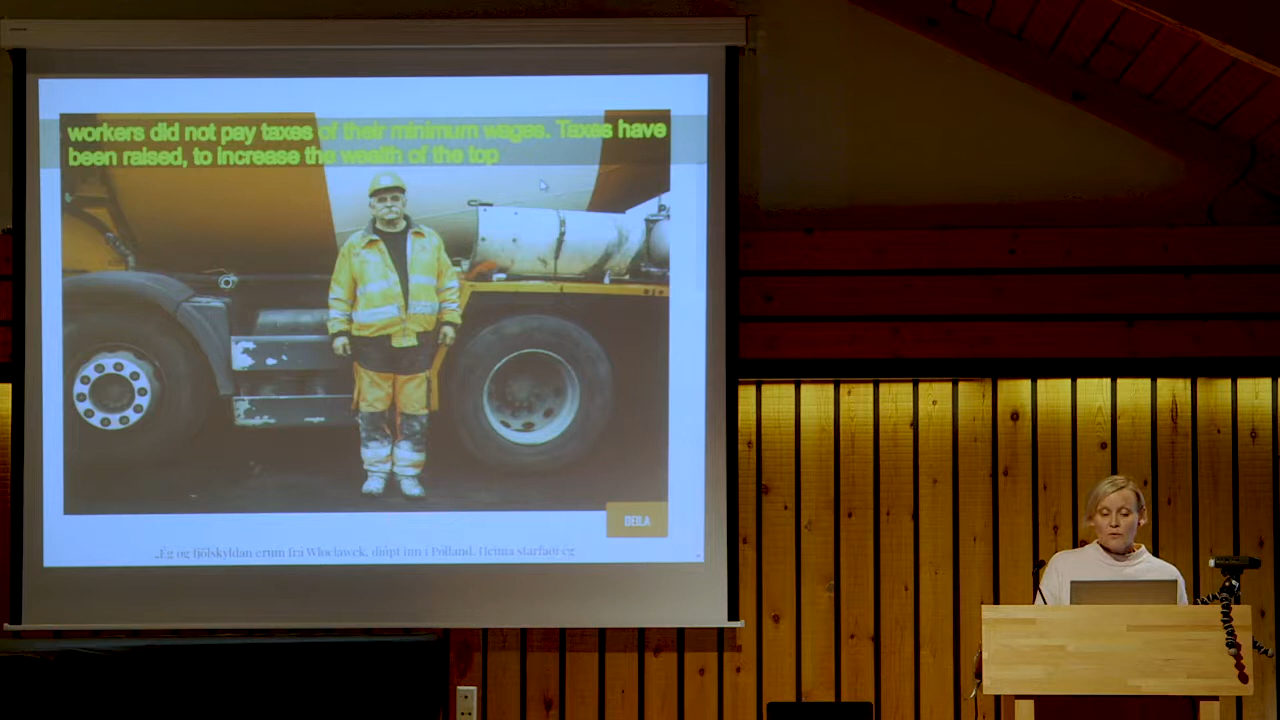 workers did not pay taxes of their minimum wages. Taxes have
been raised, to increase the wealth of the top
DEILA
„Ég og fjölskyldan erum frá Wloclawek, djúpt inn í Pólland. Heima starfaði ég